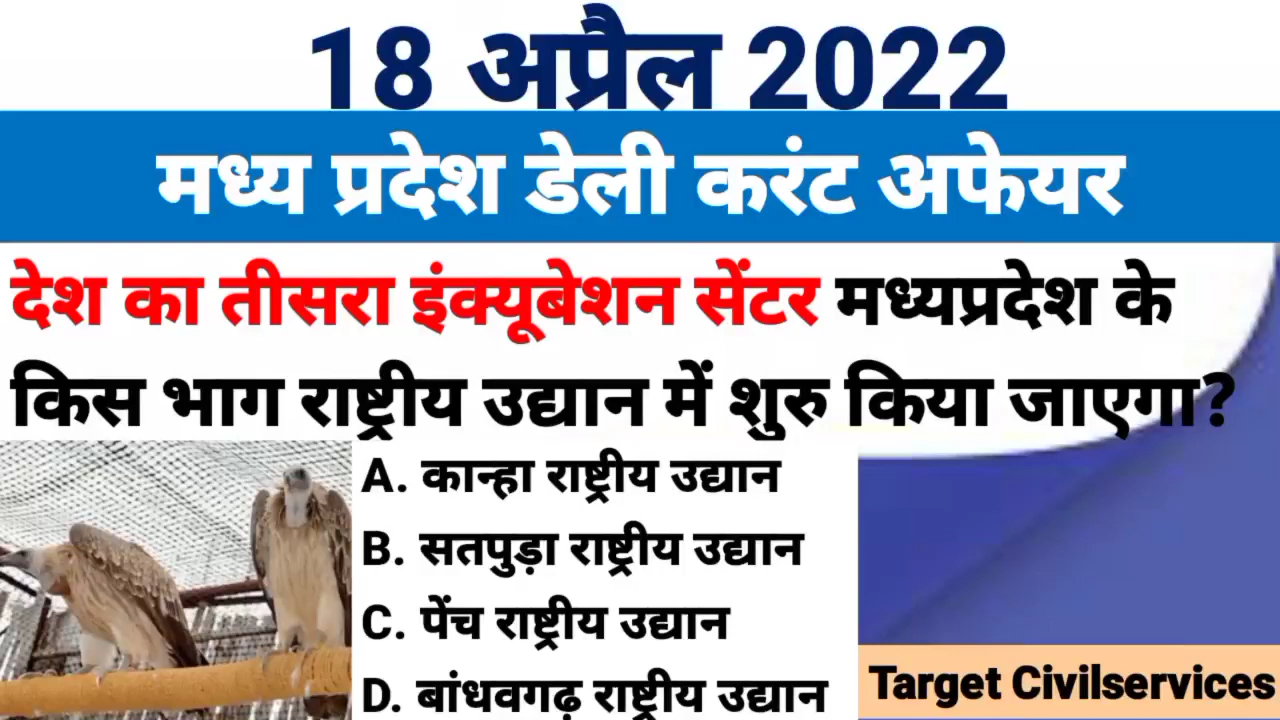 18 अप्रैल 2022
मध्य प्रदेश डेली करंट अफेयर
देश का तीसरा इंक्यूबेशन सेंटर मध्यप्रदेश के
किस भाग राष्ट्रीय उद्यान में शुरु किया जाएगा?
A. कान्हा राष्ट्रीय उद्यान
B. सतपुड़ा राष्ट्रीय उद्यान
C. पेंच राष्ट्रीय उद्यान
D. बांधवगढ़ राष्ट्रीय उद्यान
Target Civilservices